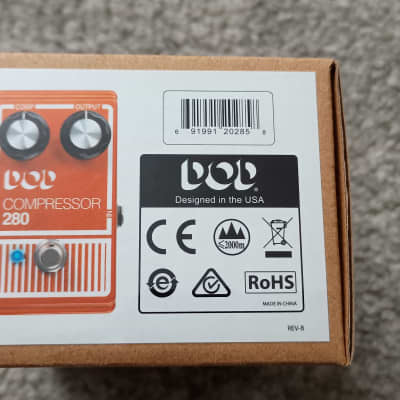 COMP
OUTPUT
DOD
COMPRESSOR
280
IN
6 91991 20285 8
DOD®
Designed in the USA
CE
≤2000m
e
RoHS
MADE IN CHINA
REV-B